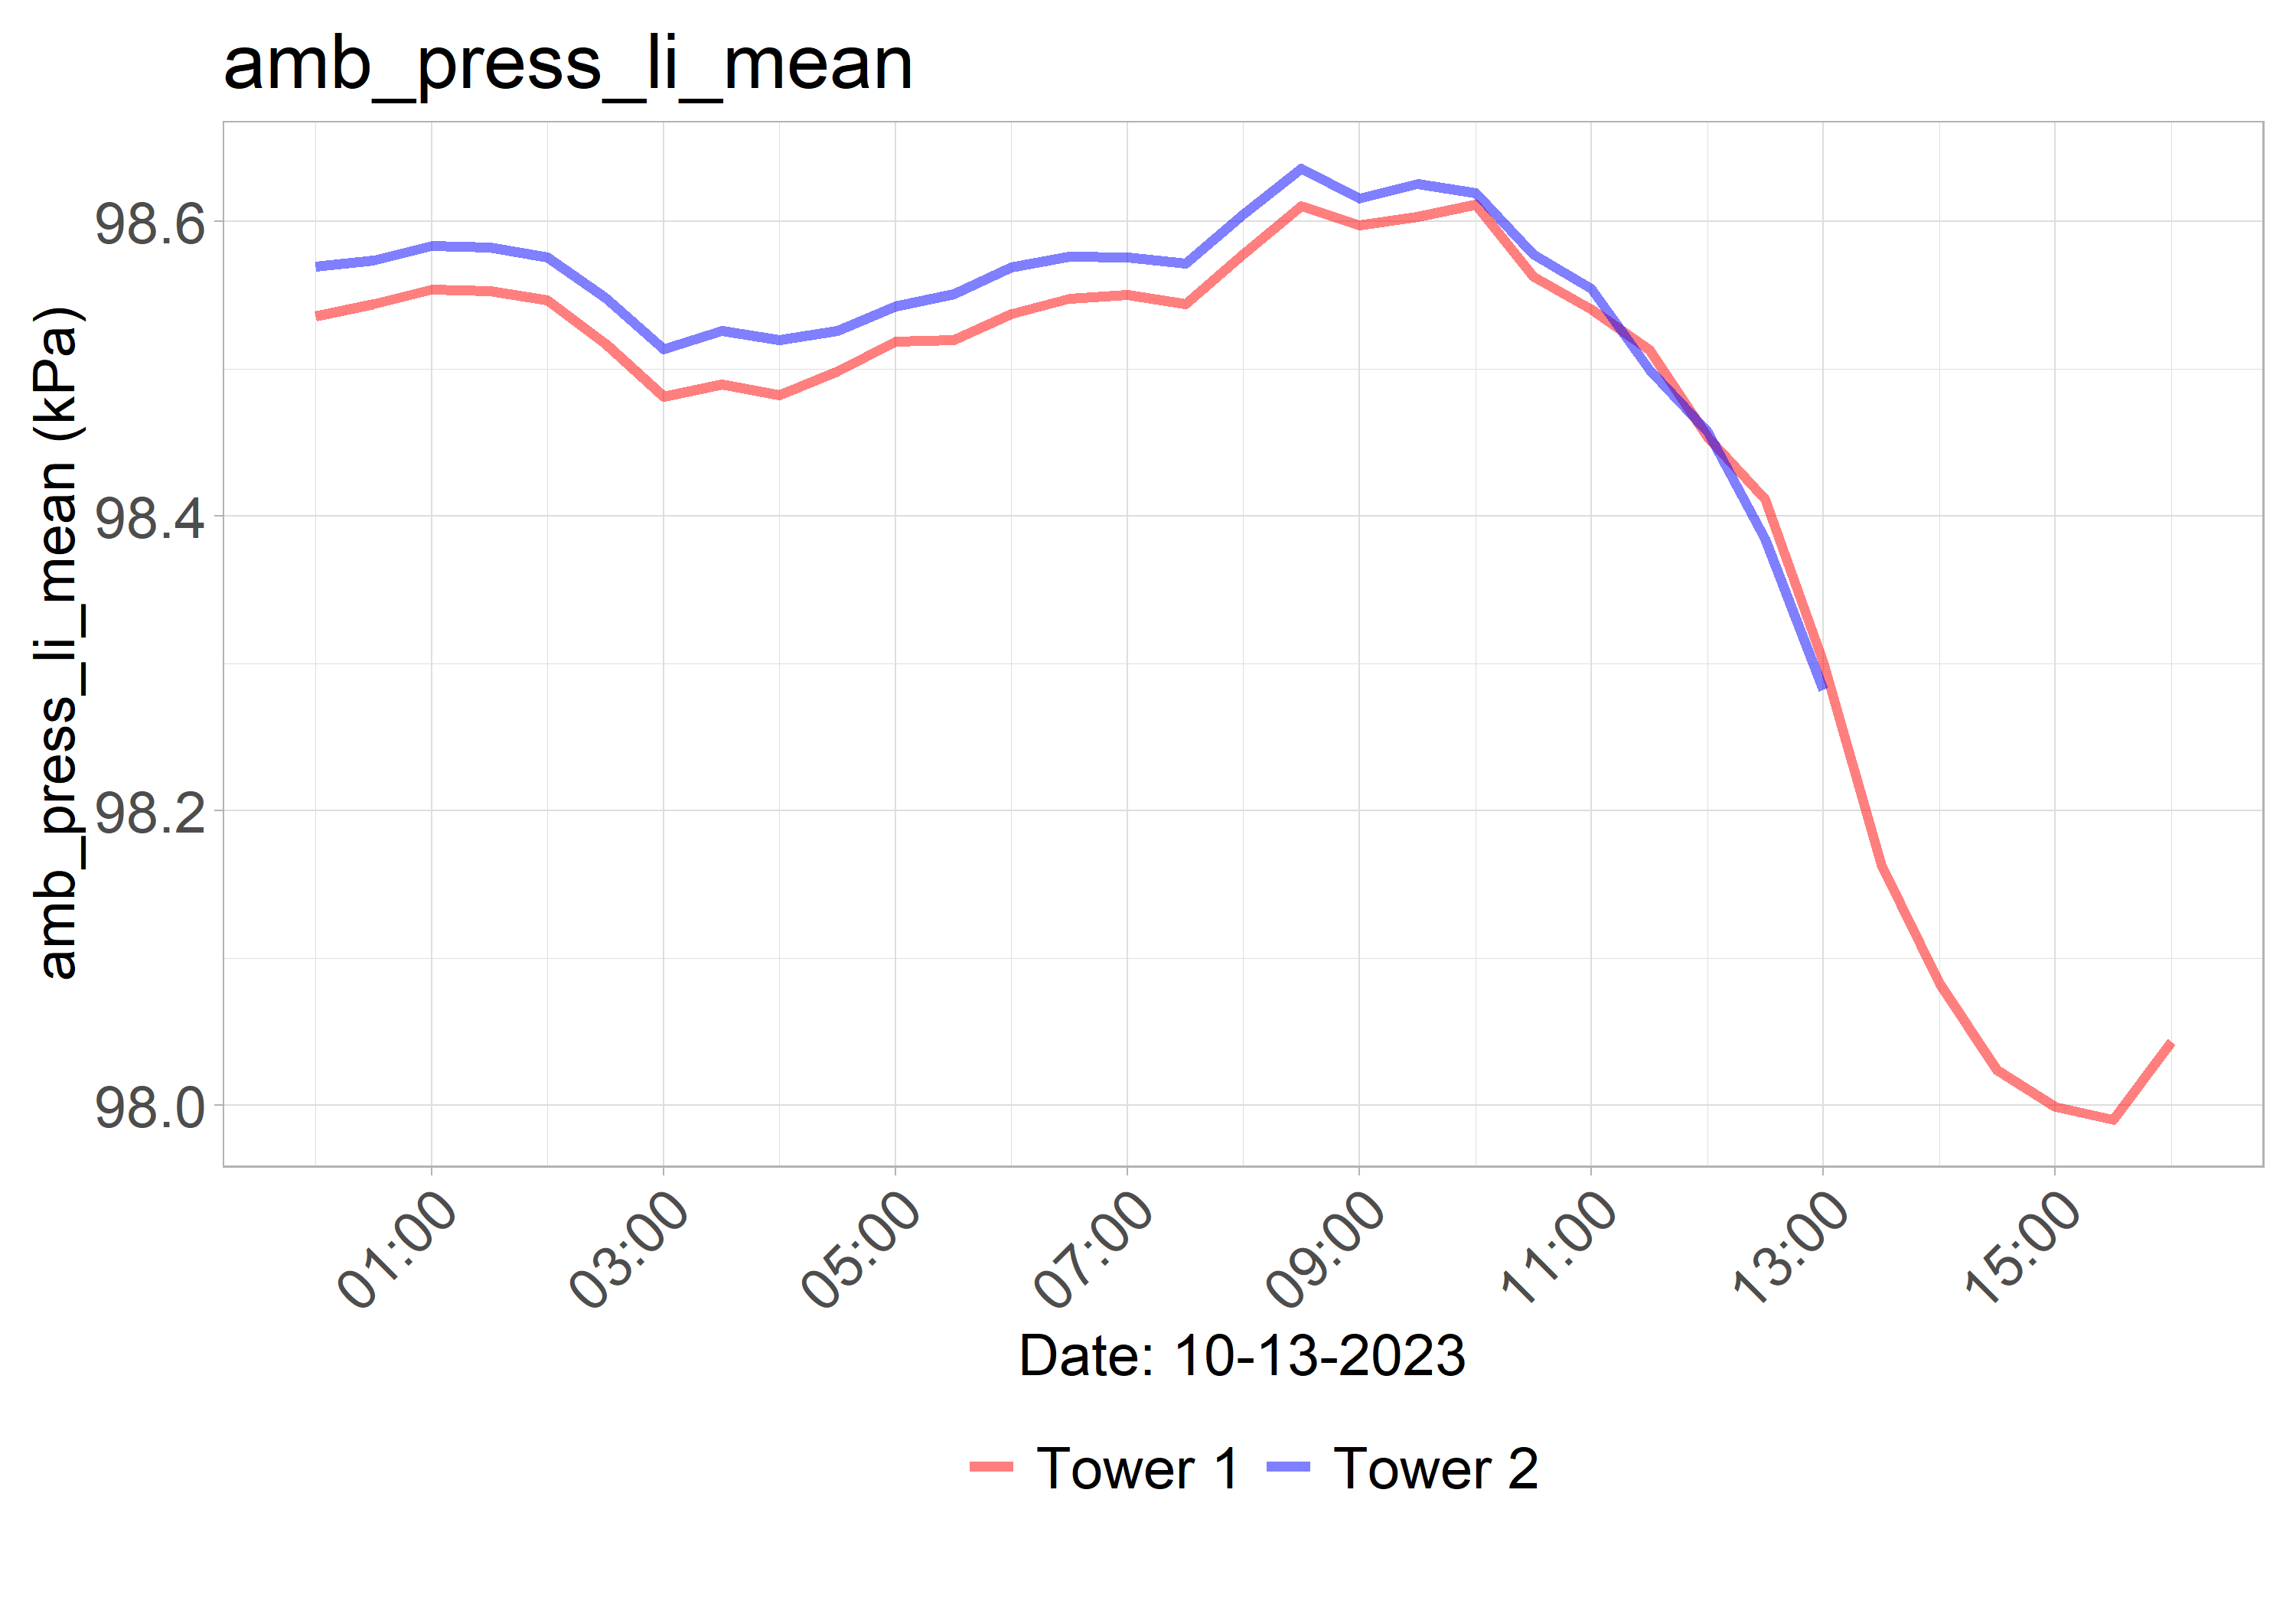 amb_press_li_mean
amb_press_li_mean (kPa)
98.6
98.4
98.2
98.0
01:00
03:00
05:00
07:00
09:00
11:00
13:00
15:00
Date: 10-13-2023
Tower 1
Tower 2